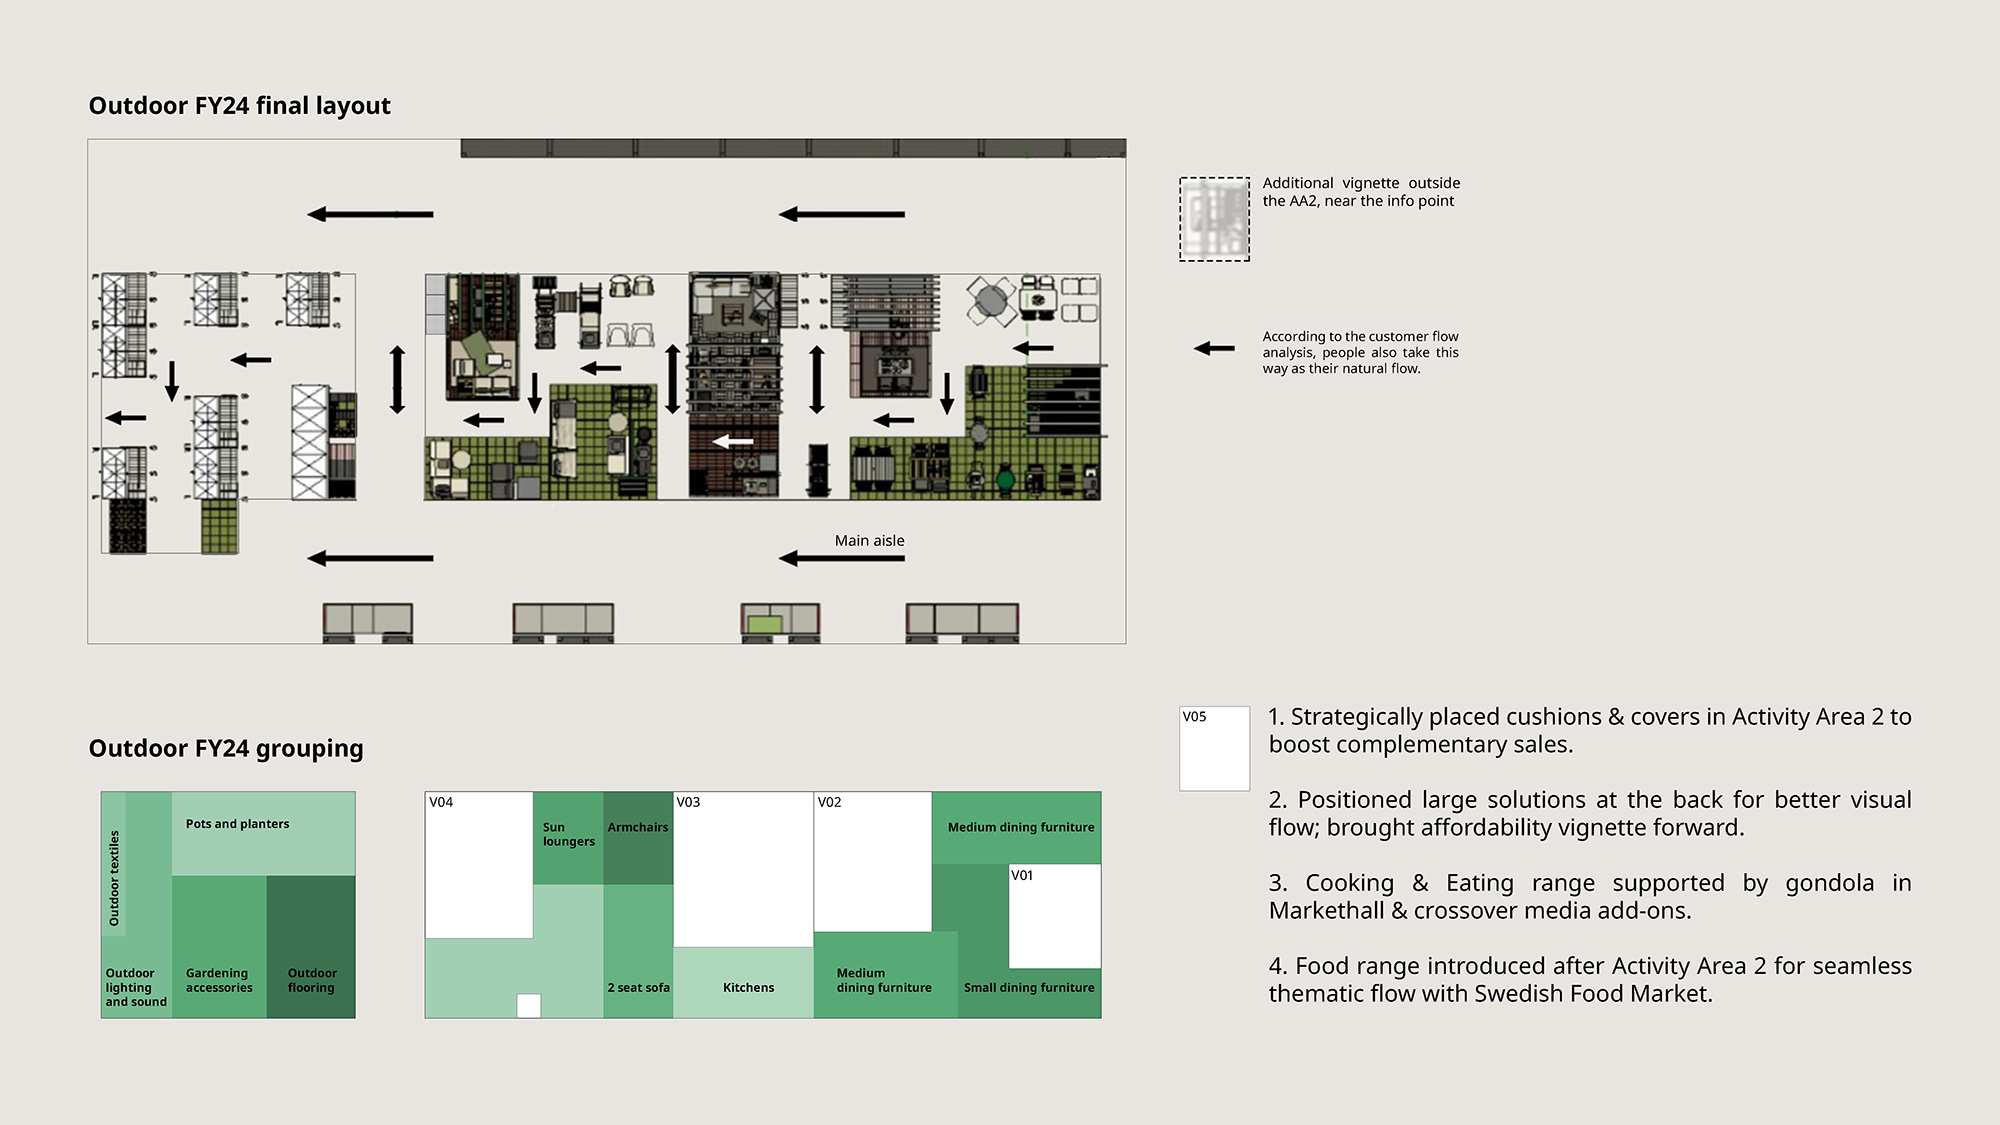 Outdoor FY24 final layout
Additional vignette outside
the AA2, near the info point
According to the customer flow
analysis, people also take this
way as their natural flow.
Main aisle
Outdoor FY24 grouping
Outdoor textiles
Pots and planters
Outdoor
lighting
and sound
Gardening
accessories
Outdoor
flooring
V04
Sun
loungers
Armchairs
V03
V02
Medium dining furniture
V01
2 seat sofa
Kitchens
Medium
dining furniture
Small dining furniture
V05
1. Strategically placed cushions & covers in Activity Area 2 to
boost complementary sales.
2. Positioned large solutions at the back for better visual
flow; brought affordability vignette forward.
3. Cooking & Eating range supported by gondola in
Markethall & crossover media add-ons.
4. Food range introduced after Activity Area 2 for seamless
thematic flow with Swedish Food Market.